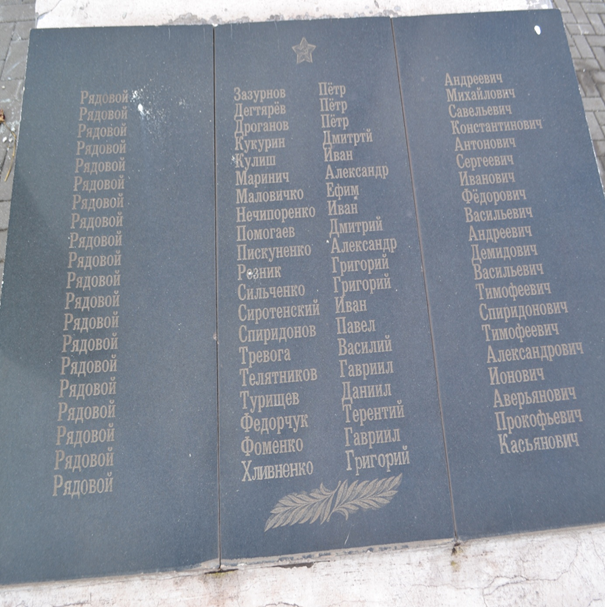 Рядовой Зазурнов Пётр Андреевич
Рядовой Дегтярёв Пётр Михайлович
Рядовой Дроганов Пётр Савельевич
Рядовой Кукурин Дмитртй Константинович
Рядовой Кулиш Иван Антонович
Рядовой Маринич Александр Сергеевич
Рядовой Маловичко Ефим Иванович
Рядовой Нечипоренко Иван Фёдорович
Рядовой Помогаев Дмитрий Васильевич
Рядовой Пискуненко Александр Андреевич
Рядовой Резник Григорий Демидович
Рядовой Сильченко Григорий Васильевич
Рядовой Сиротенский Иван Тимофеевич
Рядовой Спиридонов Павел Спиридонович
Рядовой Тревога Василий Тимофеевич
Рядовой Телятников Гавриил Александрович
Рядовой Турищев Даниил Ионович
Рядовой Федорчук Терентий Аверьянович
Рядовой Фоменко Гавриил Прокофьевич
Рядовой Хливненко Григорий Касьянович